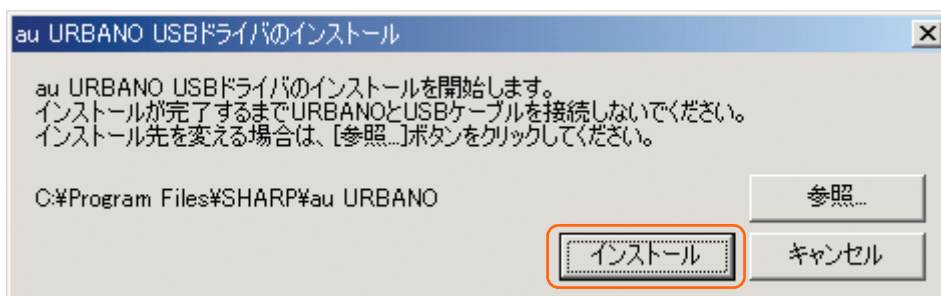 au URBANO USBドライバのインストール
au URBANO USBドライバのインストールを開始します。
インストールが完了するまでURBANOとUSBケーブルを接続しないでください。
インストール先を変える場合は、[参照...]ボタンをクリックしてください。
C:¥Program Files¥SHARP¥au URBANO
参照...
インストール
キャンセル